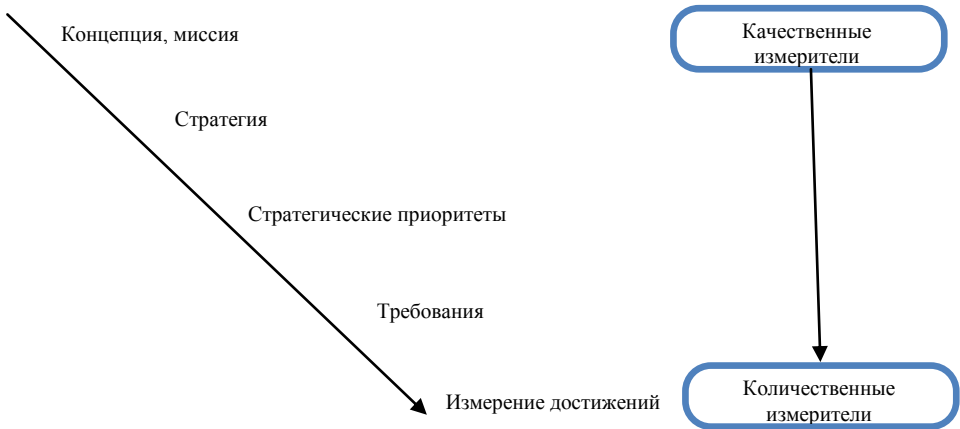 Концепция, миссия
Качественные
измерители
Стратегия
Стратегические приоритеты
Требования
Измерение достижений
Количественные
измерители